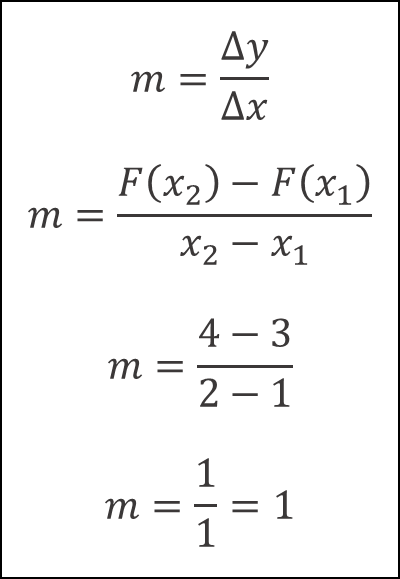 m = Δy/Δx
m = (F(x₂) − F(x₁))/(x₂ − x₁)
m = (4 − 3)/(2 − 1)
m = 1/1 = 1